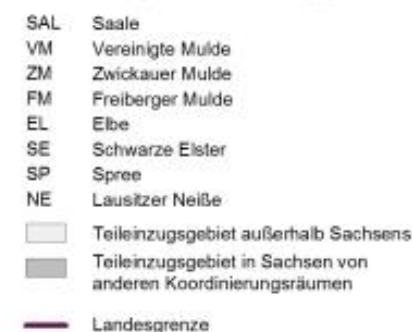 SAL Saale
VM Vereinigte Mulde
ZM Zwickauer Mulde
FM Freiberger Mulde
EL Elbe
SE Schwarze Elster
SP Spree
NE Lausitzer Neiße
Teileinzugsgebiet außerhalb Sachsens
Teileinzugsgebiet in Sachsen von
anderen Koordinierungsräumen
Landesgrenze